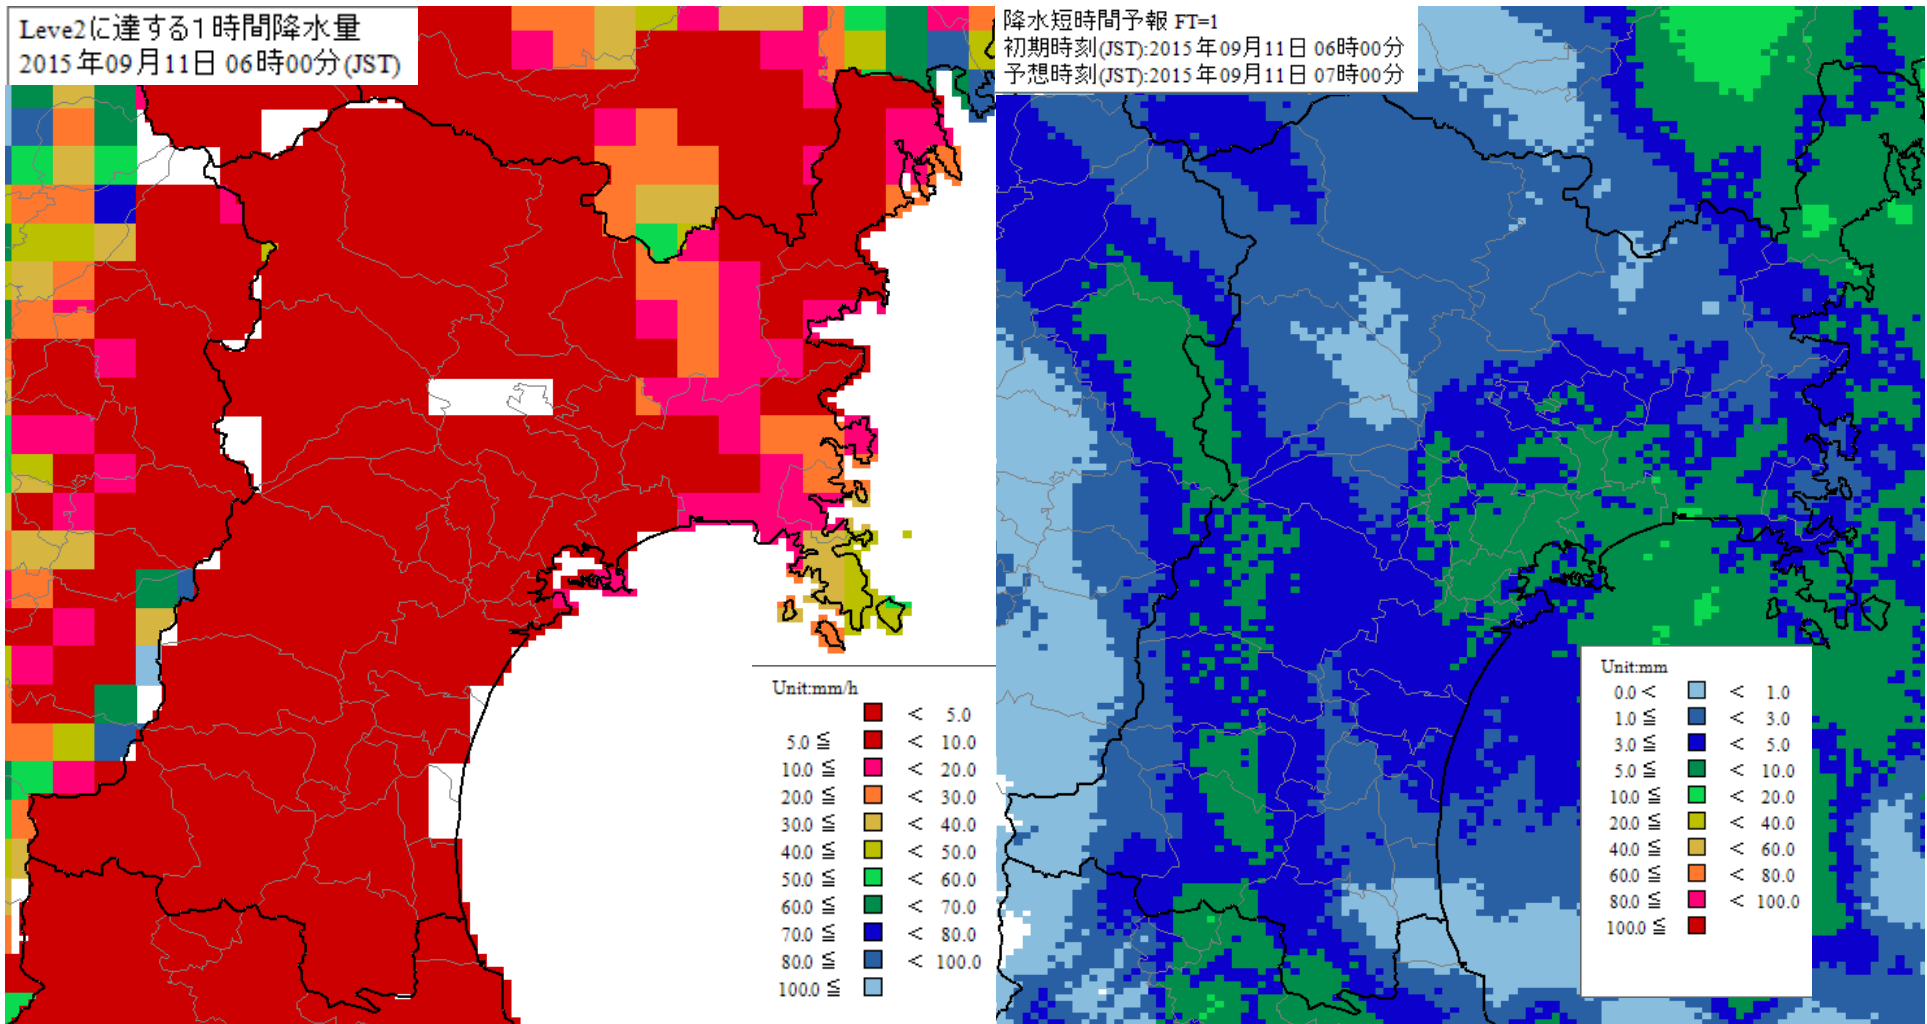 Leve2に達する1時間降水量
2015年09月11日 06時00分(JST)
降水短時間予報 FT=1
初期時刻(JST):2015年09月11日 06時00分
予想時刻(JST):2015年09月11日 07時00分
Unit:mm/h
< 5.0
5.0 ≦ < 10.0
10.0 ≦ < 20.0
20.0 ≦ < 30.0
30.0 ≦ < 40.0
40.0 ≦ < 50.0
50.0 ≦ < 60.0
60.0 ≦ < 70.0
70.0 ≦ < 80.0
80.0 ≦ < 100.0
100.0 ≦
Unit:mm
0.0 < < 1.0
1.0 ≦ < 3.0
3.0 ≦ < 5.0
5.0 ≦ < 10.0
10.0 ≦ < 20.0
20.0 ≦ < 40.0
40.0 ≦ < 60.0
60.0 ≦ < 80.0
80.0 ≦ < 100.0
100.0 ≦